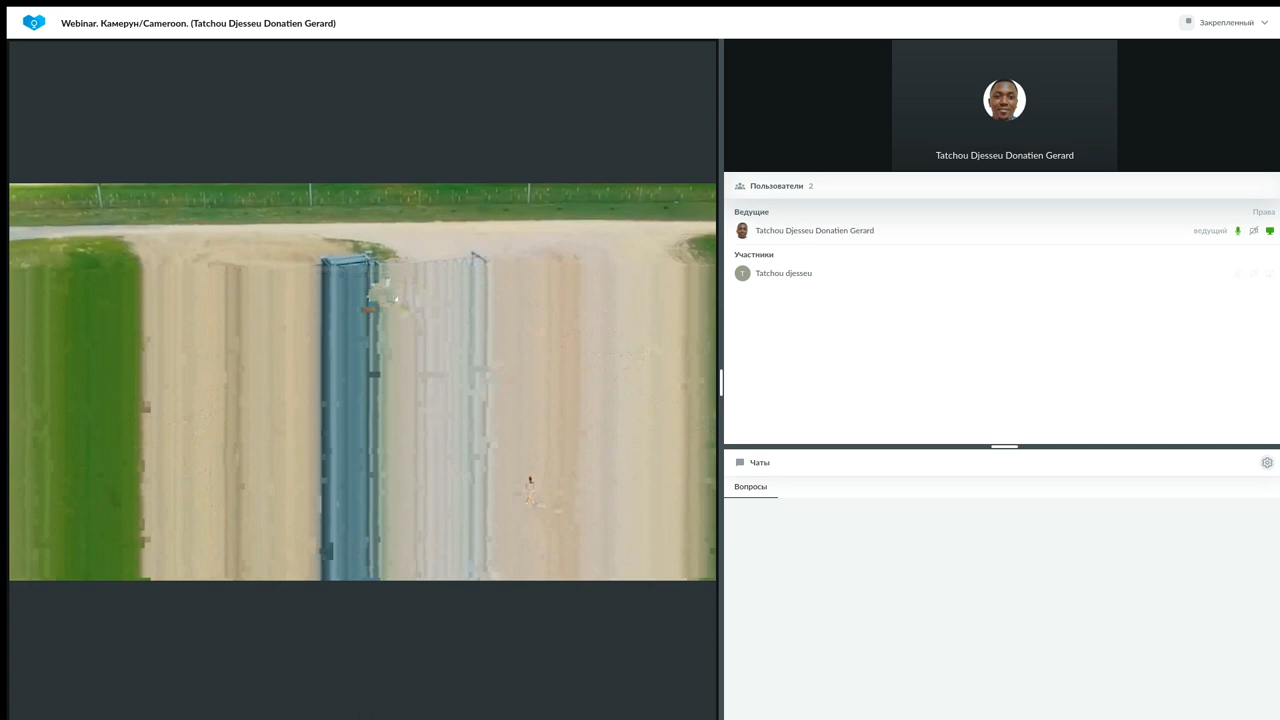 Webinar. Камерун/Cameroon. (Tatchou Djesseu Donatien Gerard)
Закрепленный
Tatchou Djesseu Donatien Gerard
Пользователи 2
Ведущие Права
Tatchou Djesseu Donatien Gerard ведущий
Участники
T Tatchou djesseu
Чаты
Вопросы